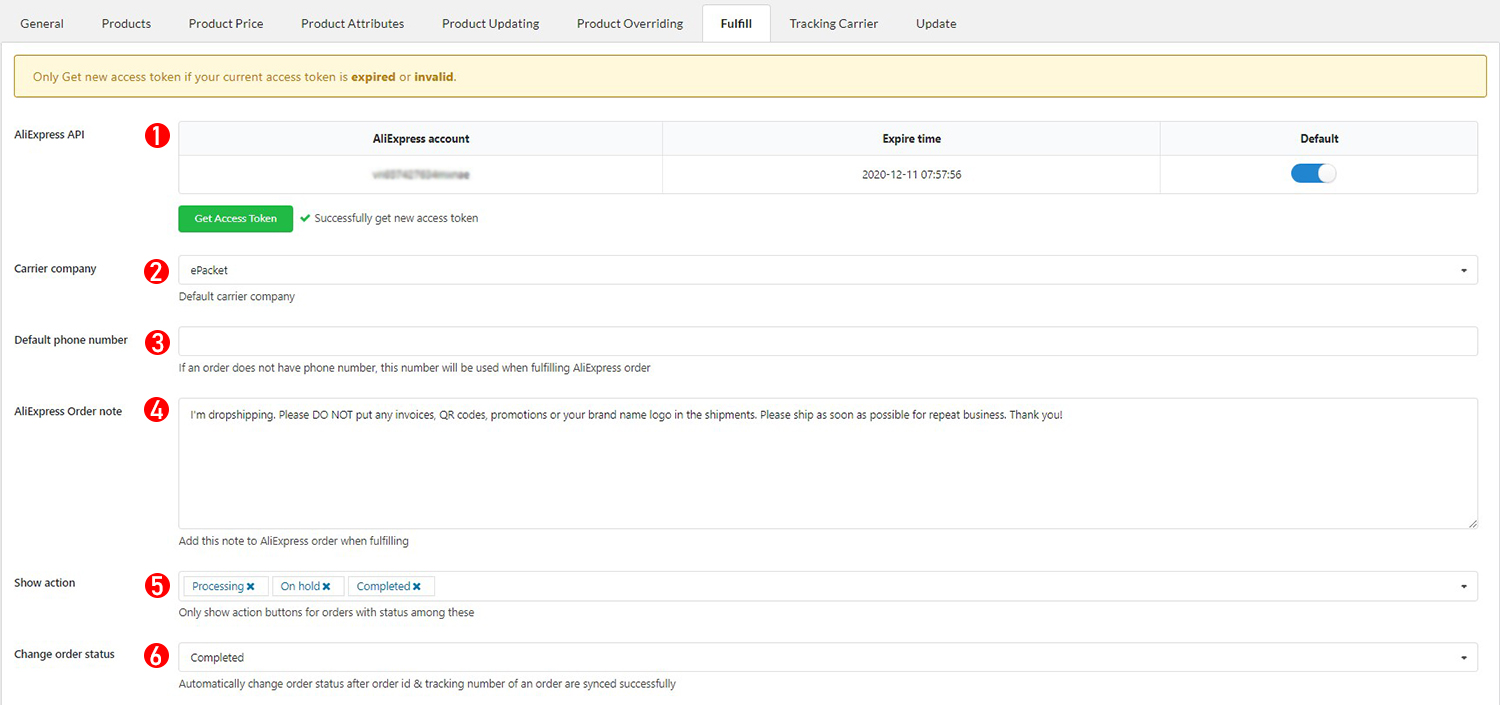 General Products Product Price Product Attributes Product Updating Product Overriding Fulfill Tracking Carrier Update
Only Get new access token if your current access token is expired or invalid.
AliExpress API 1 AliExpress account Expire time Default
2020-12-11 07:57:56
Get Access Token ✔ Successfully get new access token
Carrier company 2 ePacket
Default carrier company
Default phone number 3
If an order does not have phone number, this number will be used when fulfilling AliExpress order
AliExpress Order note 4 I'm dropshipping. Please DO NOT put any invoices, QR codes, promotions or your brand name logo in the shipments. Please ship as soon as possible for repeat business. Thank you!
Add this note to AliExpress order when fulfilling
Show action 5 Processing ✖ On hold ✖ Completed ✖
Only show action buttons for orders with status among these
Change order status 6 Completed
Automatically change order status after order id & tracking number of an order are synced successfully